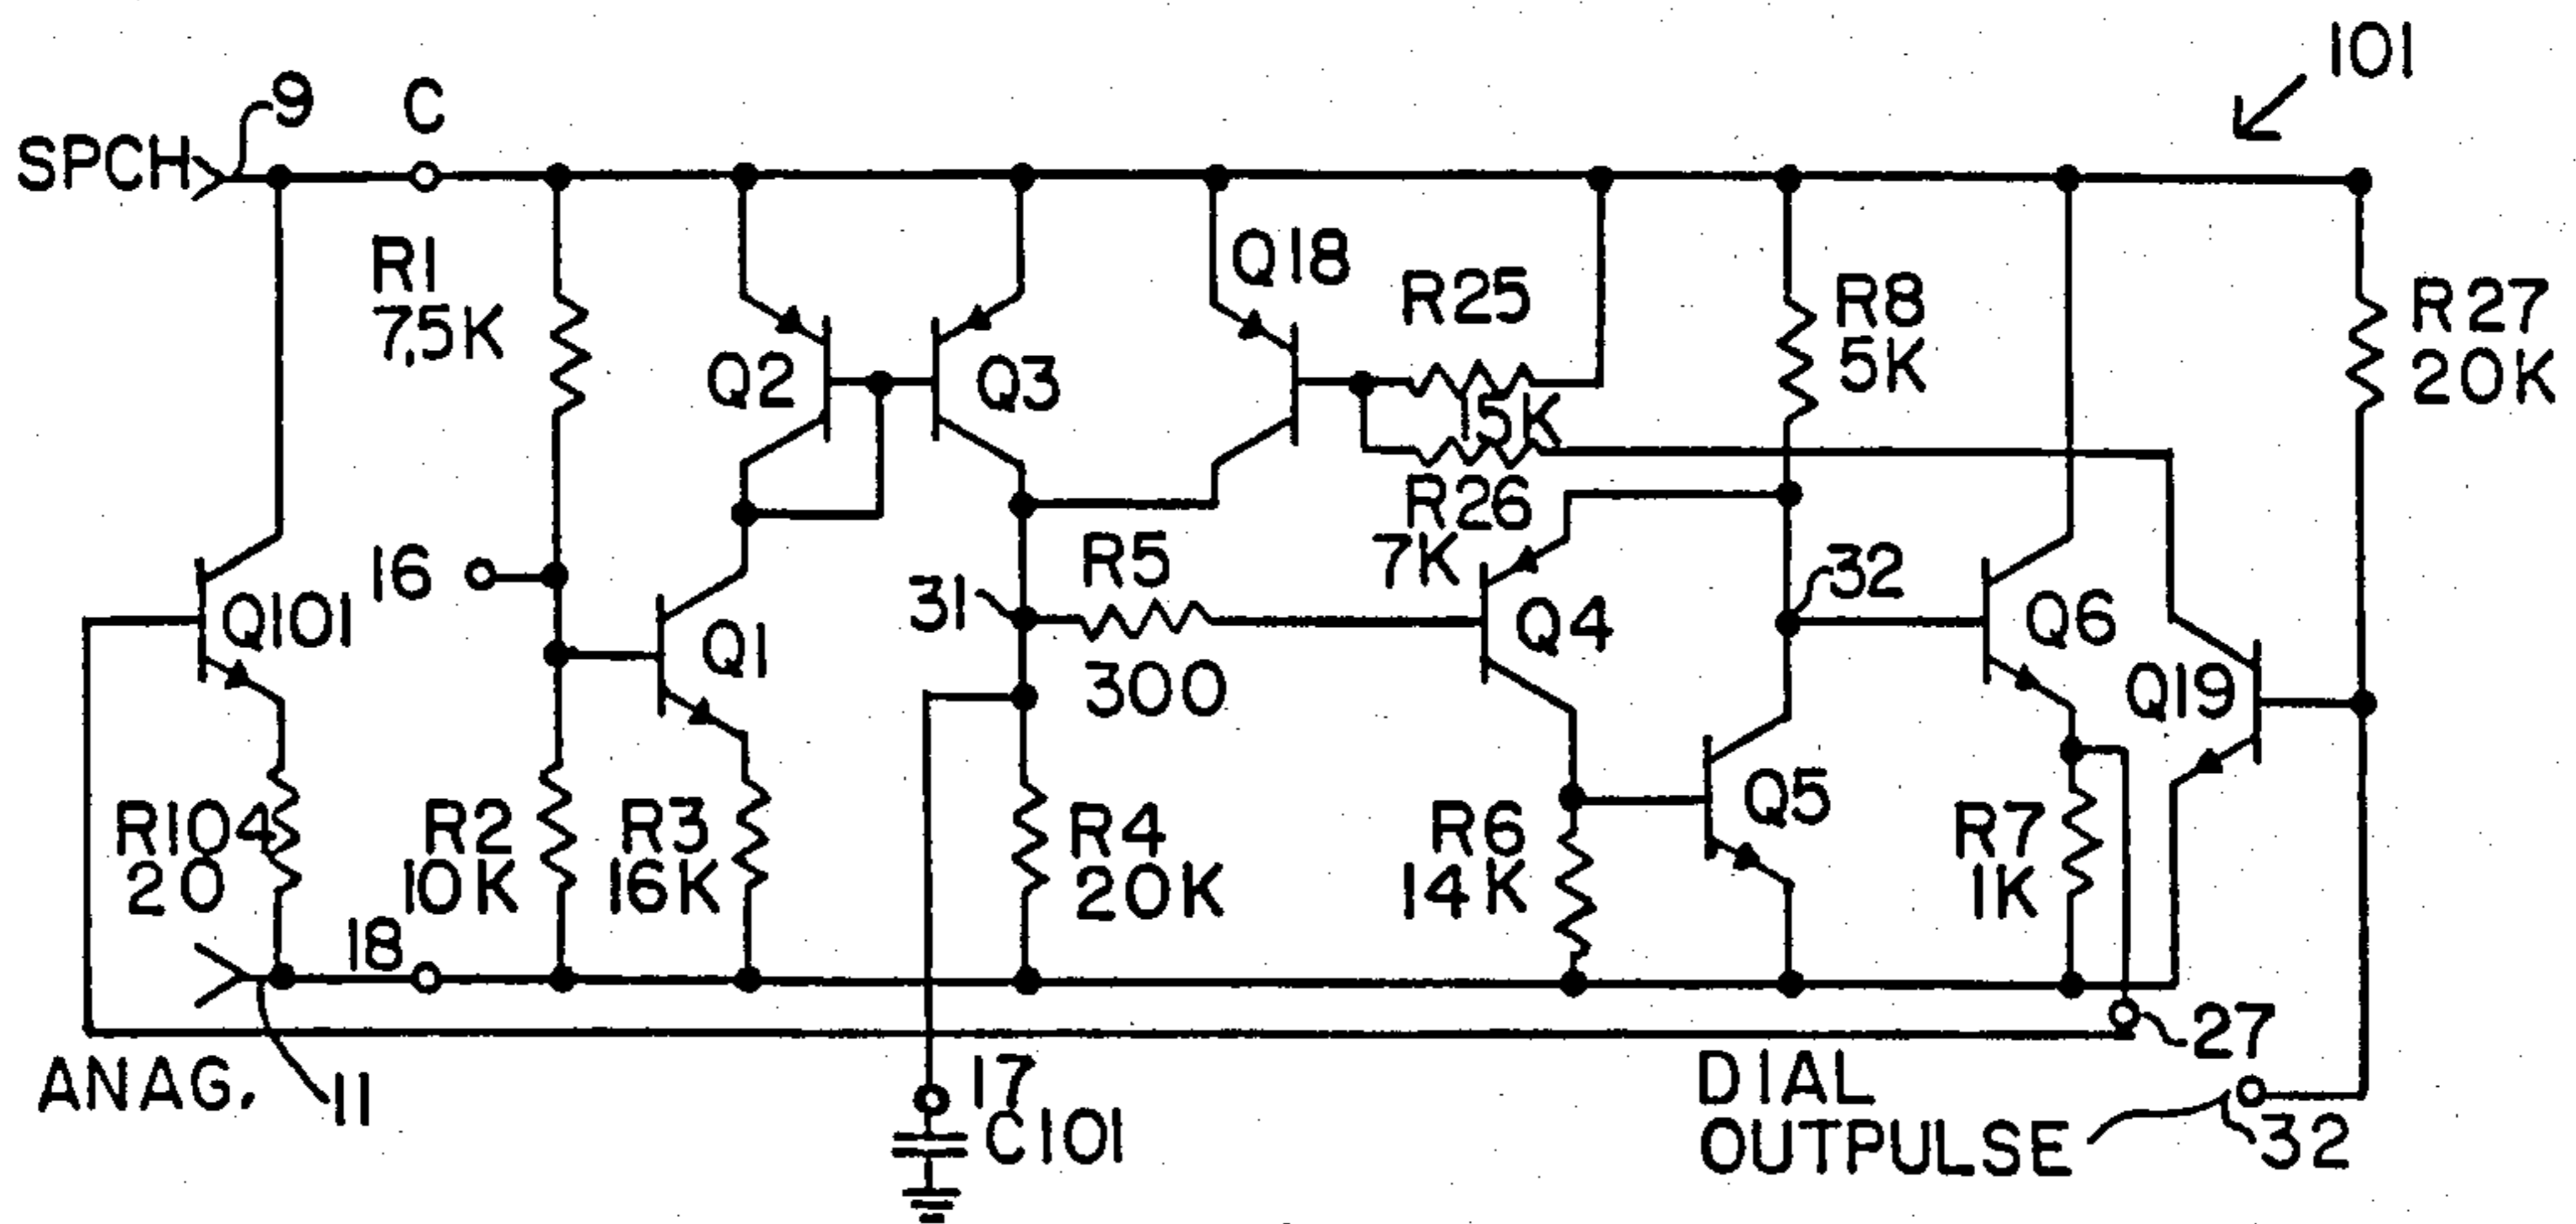 101
9
C
SPCH
R1
7.5K
Q2
Q3
Q18
R25
15K
R8
5K
R27
20K
R26
7K
16
Q101
Q1
31
R5
300
Q4
32
Q6
Q19
R104
20
18
R2
10K
R3
16K
R4
20K
R6
14K
Q5
R7
1K
27
ANAG.
11
17
C101
DIAL
OUTPULSE
32